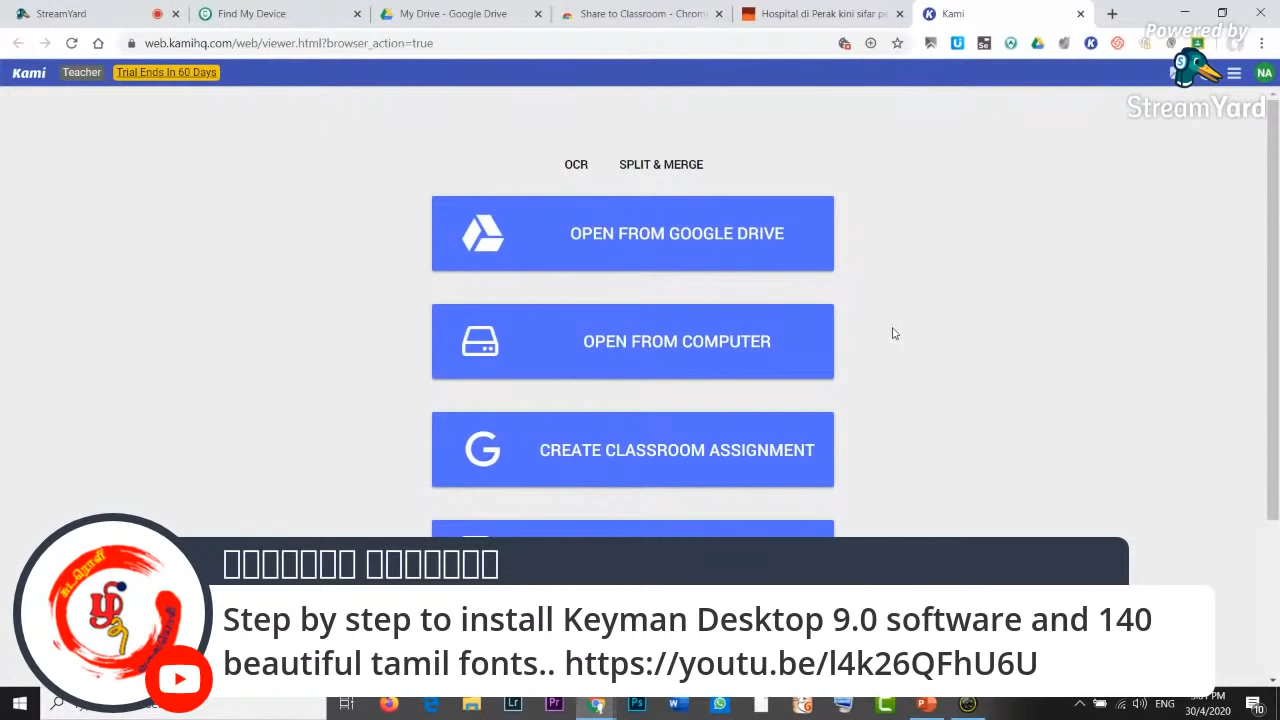 StreamYard
Find My Device
My Drive - Google Drive
Share to Classroom - Chrom
Hospital di Perak kini sifar pe
Kami
web.kamihq.com/web/viewer.html?browser_action=true
Powered by
Kami Teacher Trial Ends In 60 Days
NA
StreamYard
OCR SPLIT & MERGE
OPEN FROM GOOGLE DRIVE
OPEN FROM COMPUTER
CREATE CLASSROOM ASSIGNMENT
Step by step to install Keyman Desktop 9.0 software and 140
beautiful tamil fonts.. https://youtu.be/l4k26QFhU6U
ENG
30/4/2020